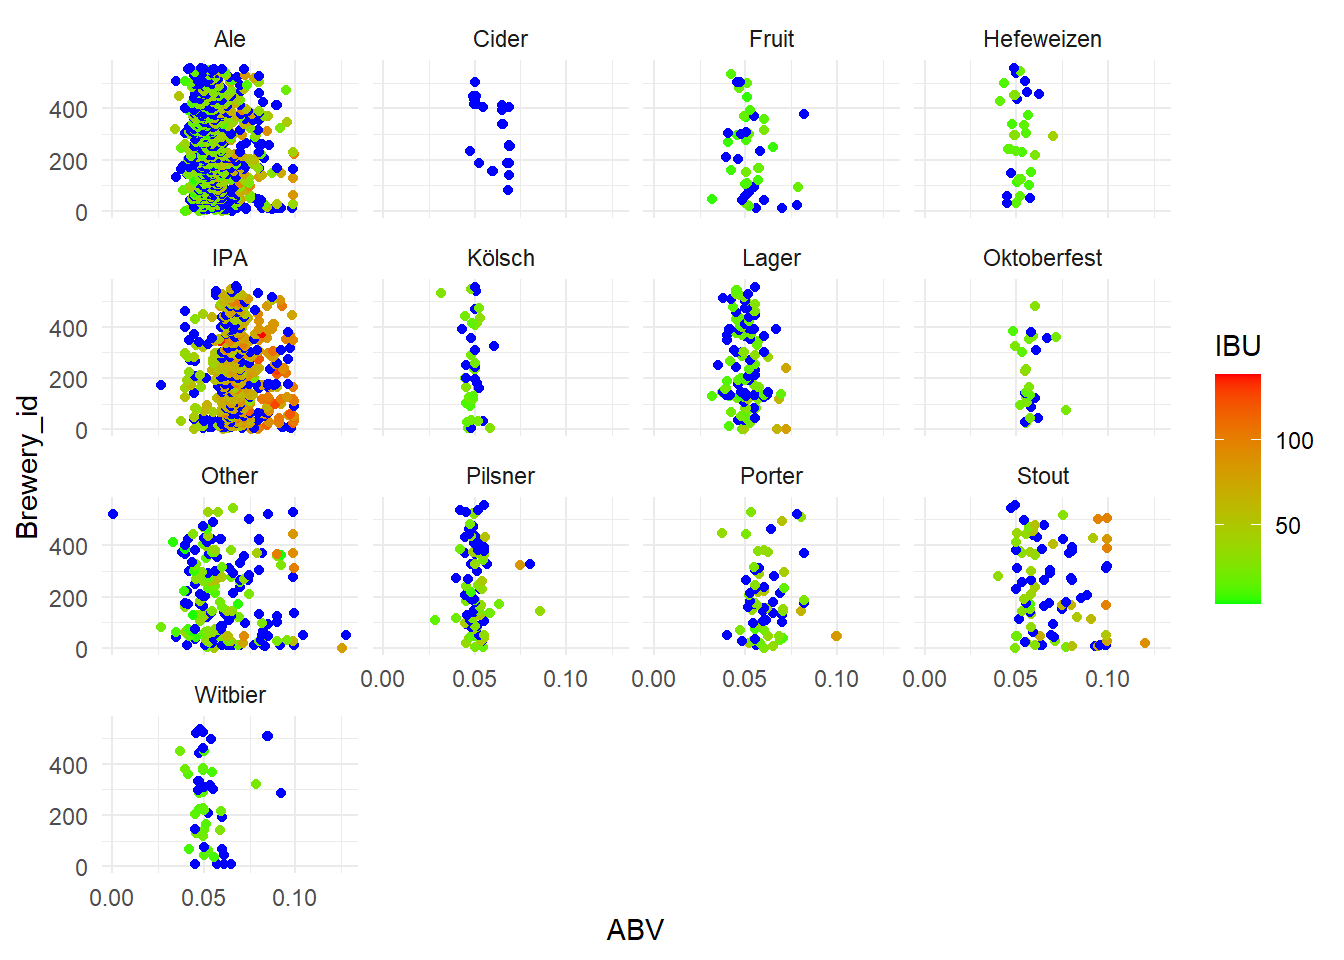 Ale Cider Fruit Hefeweizen
400
200
0
IPA Kölsch Lager Oktoberfest
400
200
0
Other Pilsner Porter Stout
400
200
0
0.00 0.05 0.10 0.00 0.05 0.10 0.00 0.05 0.10
Witbier
400
200
0
0.00 0.05 0.10
ABV
Brewery_id
IBU
100
50